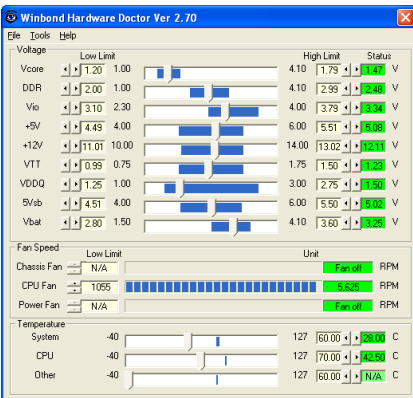 Winbond Hardware Doctor Ver 2.70
File Tools Help
Voltage
Low Limit High Limit Status
Vcore 1.20 1.00 4.10 1.79 1.47 V
DDR 2.00 1.00 4.10 2.99 2.48 V
Vio 3.10 2.30 4.00 3.79 3.34 V
+5V 4.49 4.00 6.00 5.51 5.08 V
+12V 11.01 10.00 14.00 13.02 12.11 V
VTT 0.99 0.75 1.75 1.50 1.23 V
VDDQ 1.25 1.00 3.00 2.75 1.50 V
5Vsb 4.51 4.00 6.00 5.50 5.02 V
Vbat 2.80 1.50 4.10 3.60 3.25 V
Fan Speed
Low Limit Unit
Chassis Fan N/A Fan off RPM
CPU Fan 1055 5,625 RPM
Power Fan N/A Fan off RPM
Temperature
System -40 127 60.00 28.00 C
CPU -40 127 70.00 42.50 C
Other -40 127 60.00 N/A C